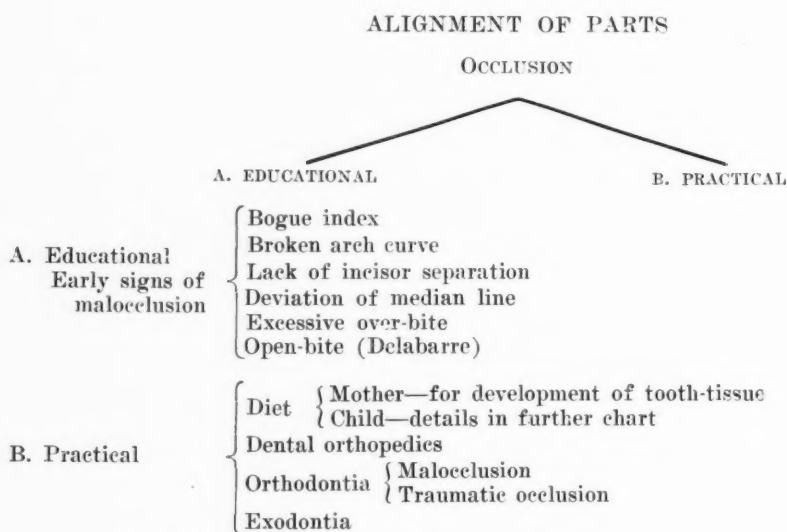 ALIGNMENT OF PARTS
OCCLUSION
A. EDUCATIONAL B. PRACTICAL
A. Educational
Early signs of
malocclusion
Bogue index
Broken arch curve
Lack of incisor separation
Deviation of median line
Excessive over-bite
Open-bite (Delabarre)
B. Practical
Diet
Mother—for development of tooth-tissue
Child—details in further chart
Dental orthopedics
Orthodontia
Malocclusion
Traumatic occlusion
Exodontia